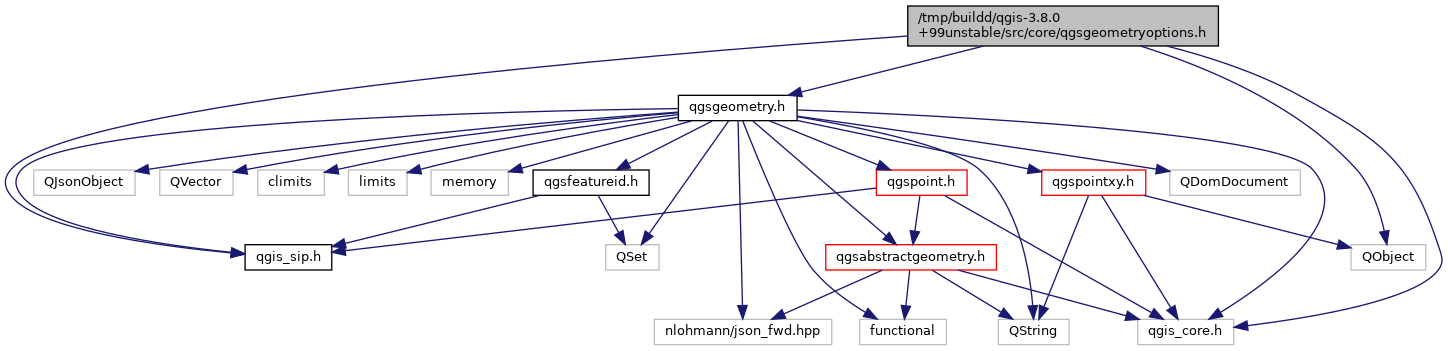 /tmp/buildd/qgis-3.8.0
+99unstable/src/core/qgsgeometryoptions.h
qgsgeometry.h
QJsonObject
QVector
climits
limits
memory
qgsfeatureid.h
qgspoint.h
qgspointxy.h
QDomDocument
qgis_sip.h
QSet
qgsabstractgeometry.h
QObject
nlohmann/json_fwd.hpp
functional
QString
qgis_core.h